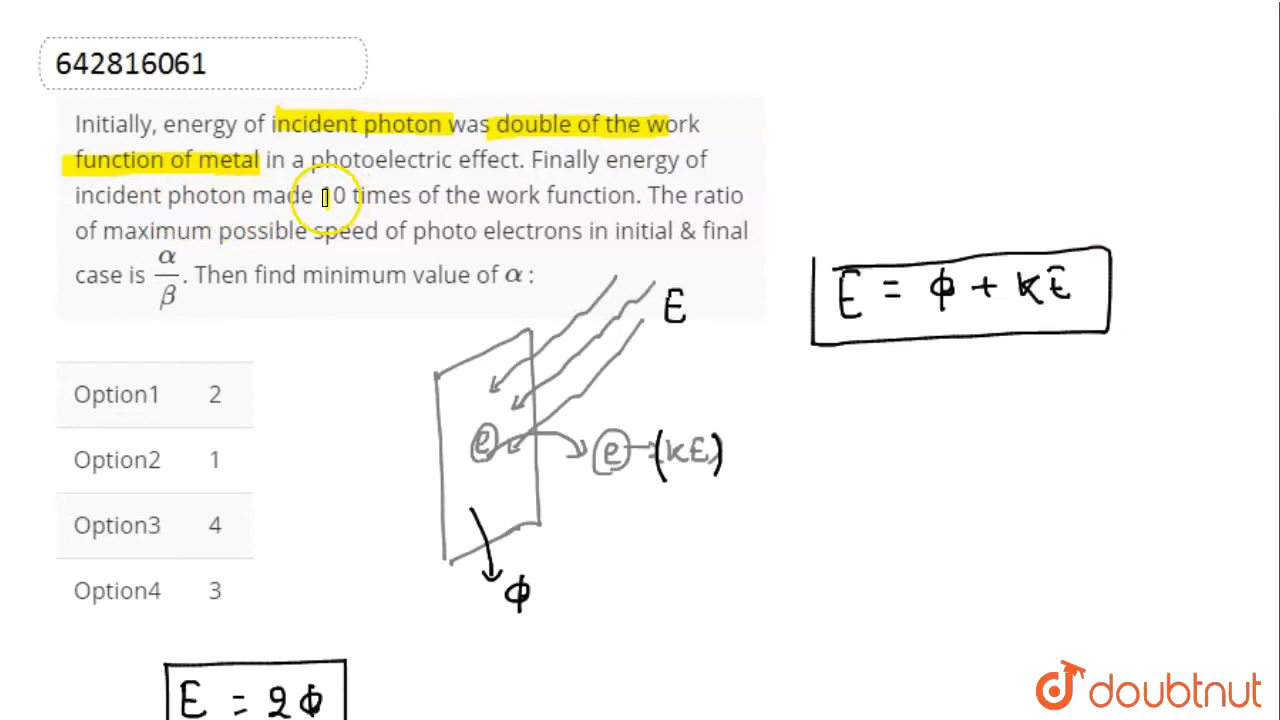 642816061
Initially, energy of incident photon was double of the work
function of metal in a photoelectric effect. Finally energy of
incident photon made 10 times of the work function. The ratio
of maximum possible speed of photo electrons in initial & final
case is α/β. Then find minimum value of α :
E
E = ϕ + KE
Option1 2
Option2 1
e e (KE)
Option3 4
Option4 3
ϕ
E = 2ϕ
doubtnut